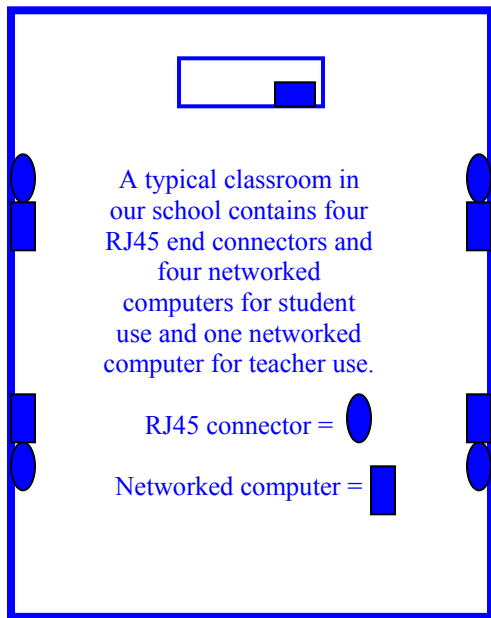 A typical classroom in
our school contains four
RJ45 end connectors and
four networked
computers for student
use and one networked
computer for teacher use.
RJ45 connector =
Networked computer =